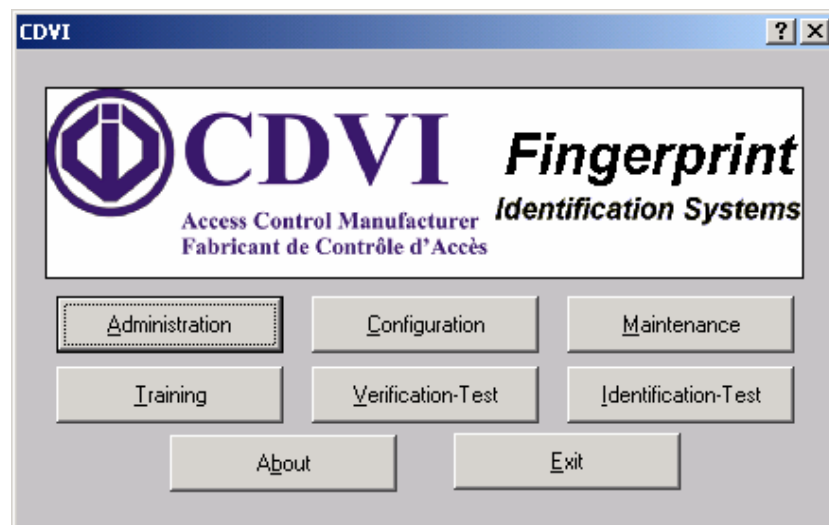 CDVI
CDVI
Access Control Manufacturer
Fabricant de Contrôle d'Accès
Fingerprint
Identification Systems
Administration
Configuration
Maintenance
Training
Verification-Test
Identification-Test
About
Exit